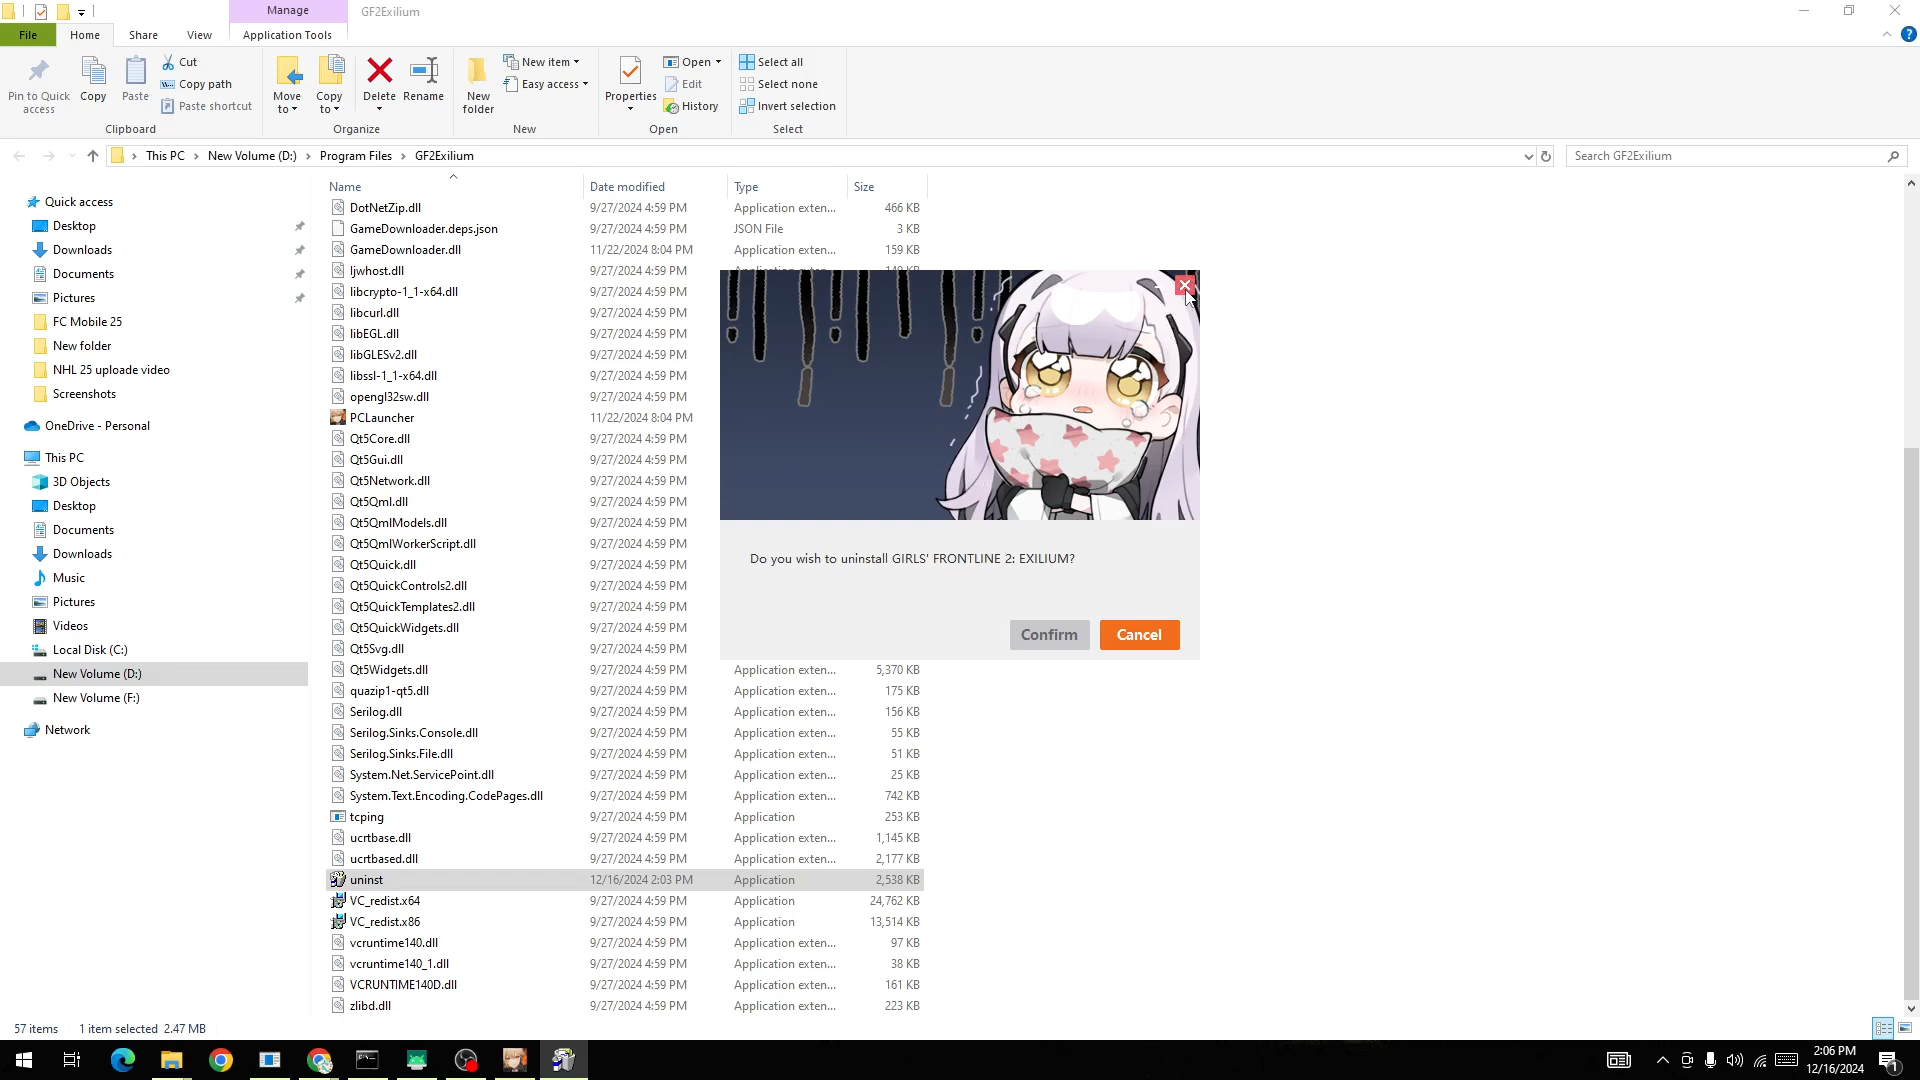 Manage
GF2Exilium
File
Home
Share
View
Application Tools
Pin to Quick
access
Copy
Paste
Cut
Copy path
Paste shortcut
Clipboard
Move
to
Copy
to
Delete
Rename
Organize
New
folder
New item
Easy access
New
Properties
Open
Edit
History
Open
Select all
Select none
Invert selection
Select
This PC > New Volume (D:) > Program Files > GF2Exilium
Search GF2Exilium
Quick access
Desktop
Downloads
Documents
Pictures
FC Mobile 25
New folder
NHL 25 uploade video
Screenshots
OneDrive - Personal
This PC
3D Objects
Desktop
Documents
Downloads
Music
Pictures
Videos
Local Disk (C:)
New Volume (D:)
New Volume (F:)
Network
Name Date modified Type Size
DotNetZip.dll 9/27/2024 4:59 PM Application exten... 466 KB
GameDownloader.deps.json 9/27/2024 4:59 PM JSON File 3 KB
GameDownloader.dll 11/22/2024 8:04 PM Application exten... 159 KB
Ijwhost.dll 9/27/2024 4:59 PM
libcrypto-1_1-x64.dll 9/27/2024 4:59 PM
libcurl.dll 9/27/2024 4:59 PM
libEGL.dll 9/27/2024 4:59 PM
libGLESv2.dll 9/27/2024 4:59 PM
libssl-1_1-x64.dll 9/27/2024 4:59 PM
opengl32sw.dll 9/27/2024 4:59 PM
PCLauncher 11/22/2024 8:04 PM
Qt5Core.dll 9/27/2024 4:59 PM
Qt5Gui.dll 9/27/2024 4:59 PM
Qt5Network.dll 9/27/2024 4:59 PM
Qt5Qml.dll 9/27/2024 4:59 PM
Qt5QmlModels.dll 9/27/2024 4:59 PM
Qt5QmlWorkerScript.dll 9/27/2024 4:59 PM
Qt5Quick.dll 9/27/2024 4:59 PM
Qt5QuickControls2.dll 9/27/2024 4:59 PM
Qt5QuickTemplates2.dll 9/27/2024 4:59 PM
Qt5QuickWidgets.dll 9/27/2024 4:59 PM
Qt5Svg.dll 9/27/2024 4:59 PM
Qt5Widgets.dll 9/27/2024 4:59 PM Application exten... 5,370 KB
quazip1-qt5.dll 9/27/2024 4:59 PM Application exten... 175 KB
Serilog.dll 9/27/2024 4:59 PM Application exten... 156 KB
Serilog.Sinks.Console.dll 9/27/2024 4:59 PM Application exten... 55 KB
Serilog.Sinks.File.dll 9/27/2024 4:59 PM Application exten... 51 KB
System.Net.ServicePoint.dll 9/27/2024 4:59 PM Application exten... 25 KB
System.Text.Encoding.CodePages.dll 9/27/2024 4:59 PM Application exten... 742 KB
tcping 9/27/2024 4:59 PM Application 253 KB
ucrtbase.dll 9/27/2024 4:59 PM Application exten... 1,145 KB
ucrtbased.dll 9/27/2024 4:59 PM Application exten... 2,177 KB
uninst 12/16/2024 2:03 PM Application 2,538 KB
VC_redist.x64 9/27/2024 4:59 PM Application 24,762 KB
VC_redist.x86 9/27/2024 4:59 PM Application 13,514 KB
vcruntime140.dll 9/27/2024 4:59 PM Application exten... 97 KB
vcruntime140_1.dll 9/27/2024 4:59 PM Application exten... 38 KB
VCRUNTIME140D.dll 9/27/2024 4:59 PM Application exten... 161 KB
zlibd.dll 9/27/2024 4:59 PM Application exten... 223 KB
Do you wish to uninstall GIRLS' FRONTLINE 2: EXILIUM?
Confirm
Cancel
57 items 1 item selected 2.47 MB
2:06 PM
12/16/2024
1